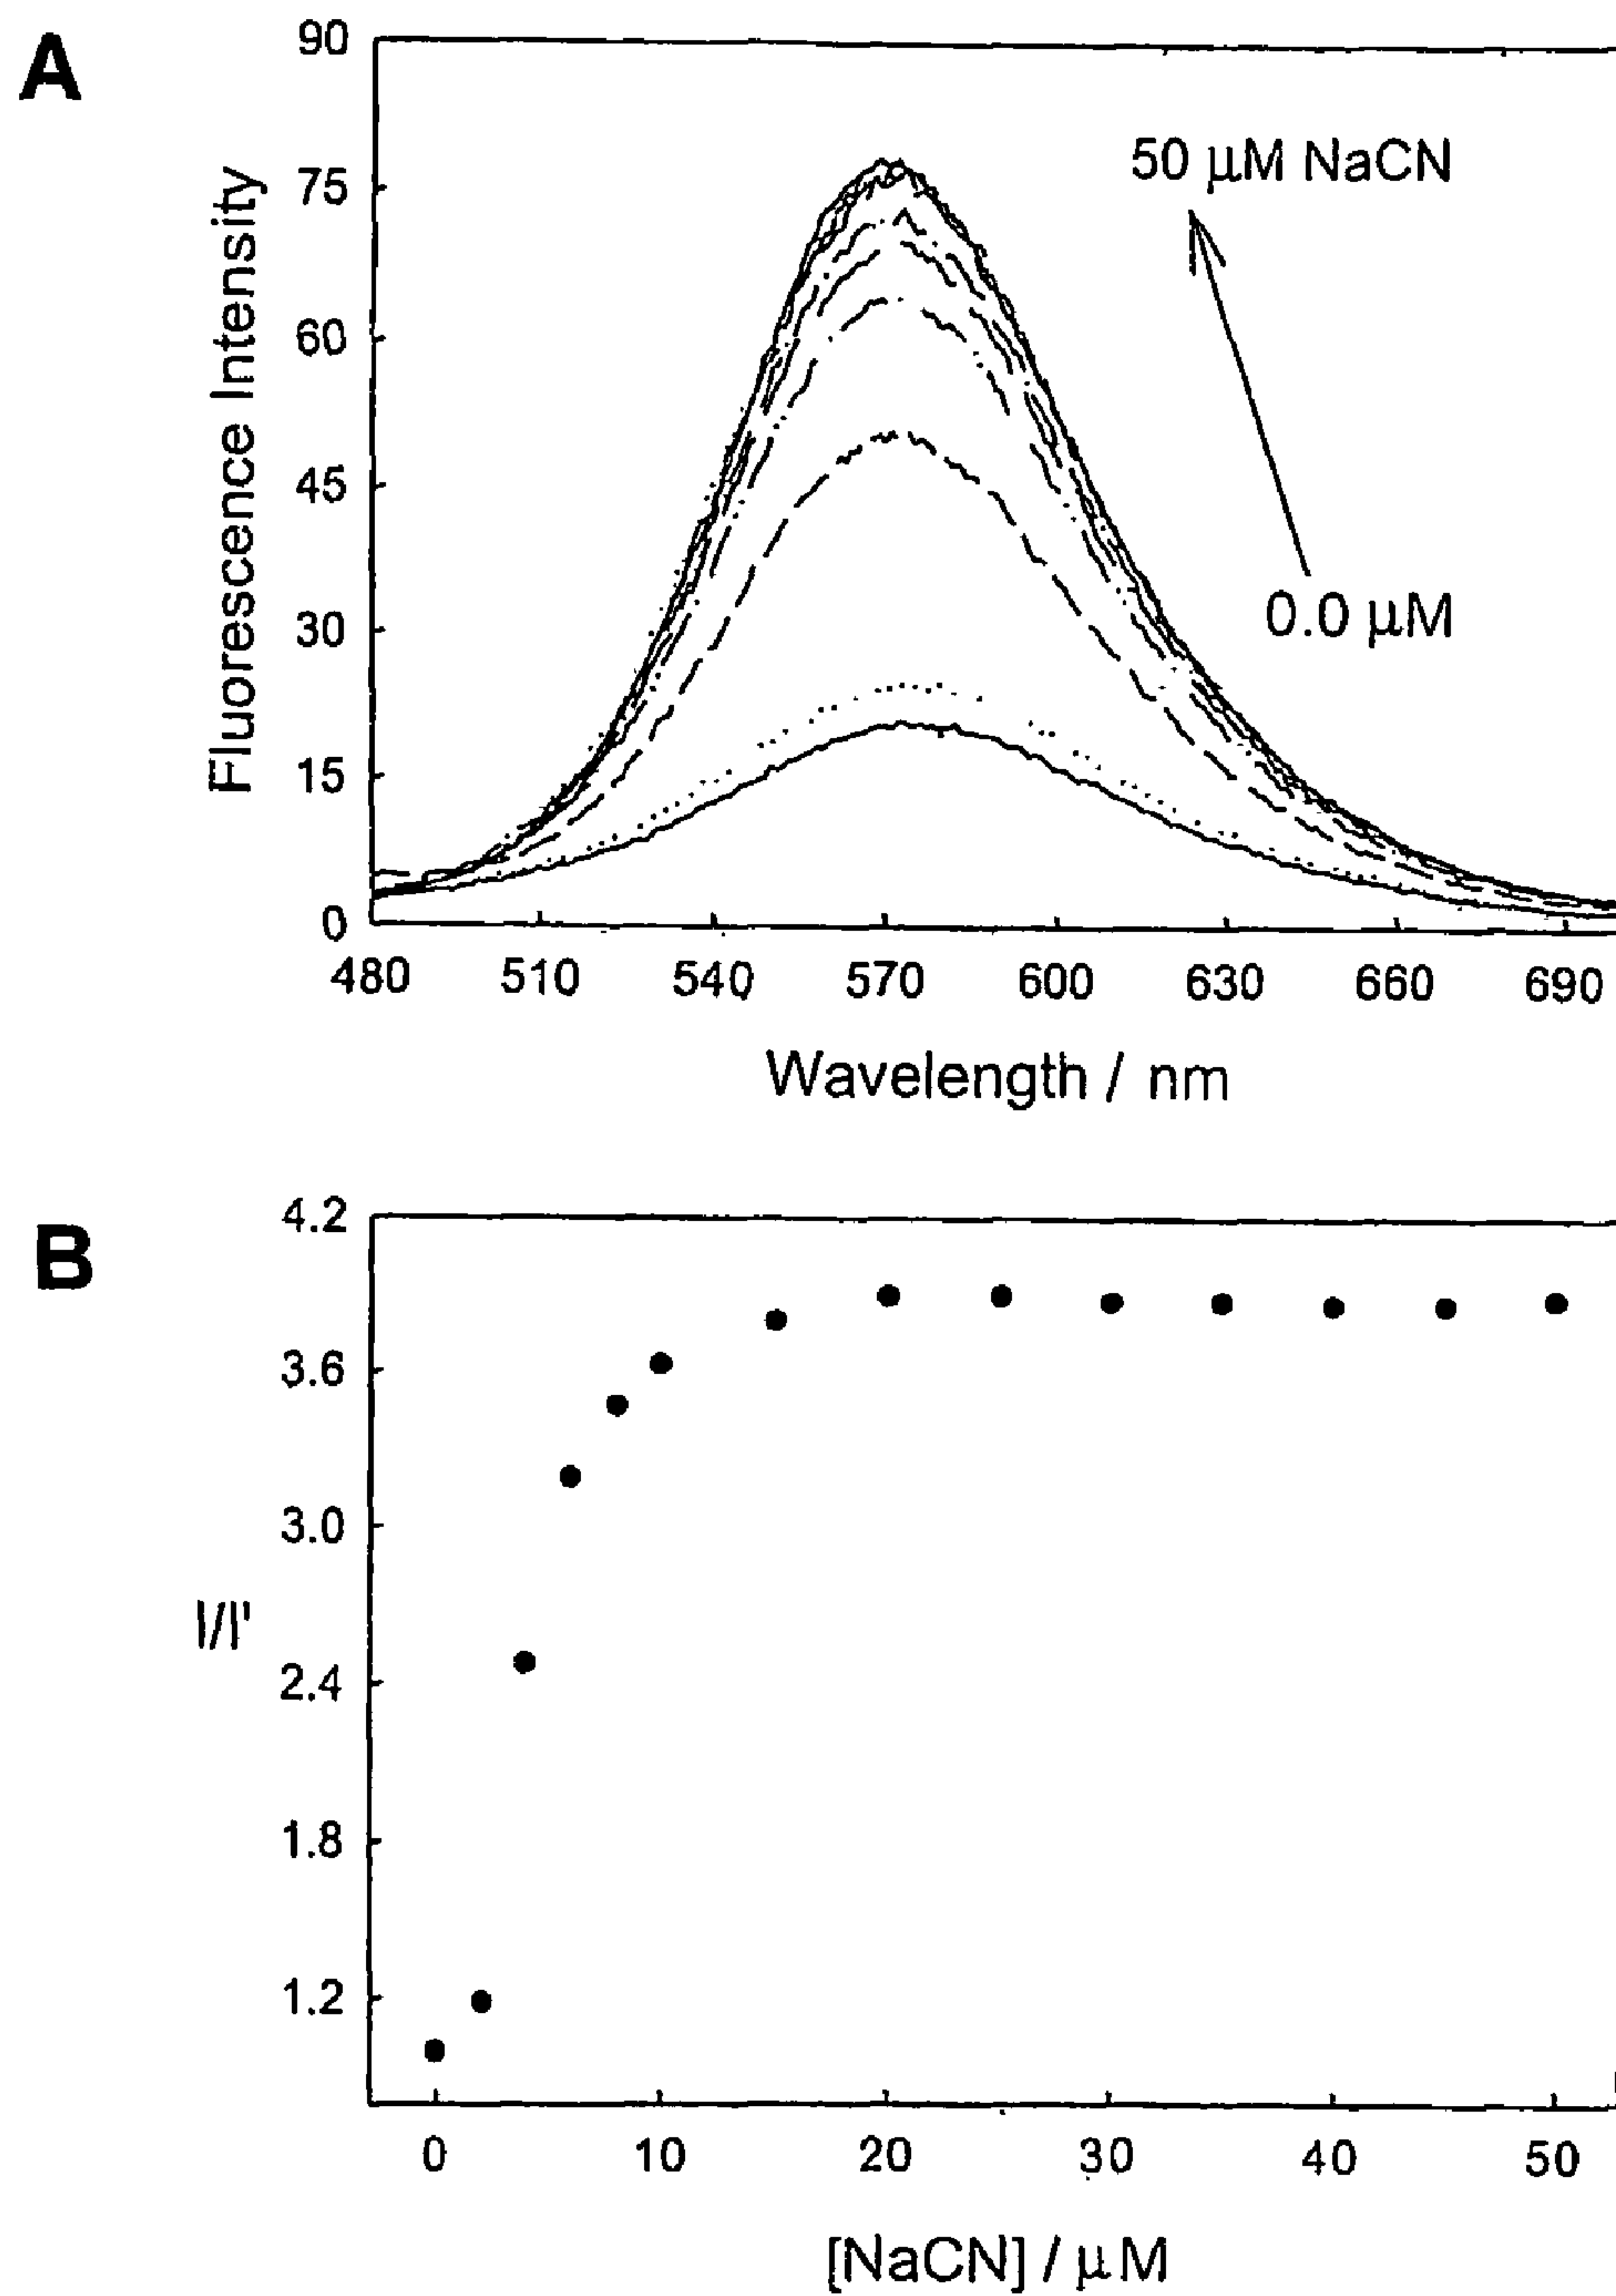 A
90
75
60
45
30
15
0
Fluorescence Intensity
50 μM NaCN
0.0 μM
480 510 540 570 600 630 660 690
Wavelength / nm
B
4.2
3.6
3.0
2.4
1.8
1.2
I/I'
0 10 20 30 40 50
[NaCN] / μM